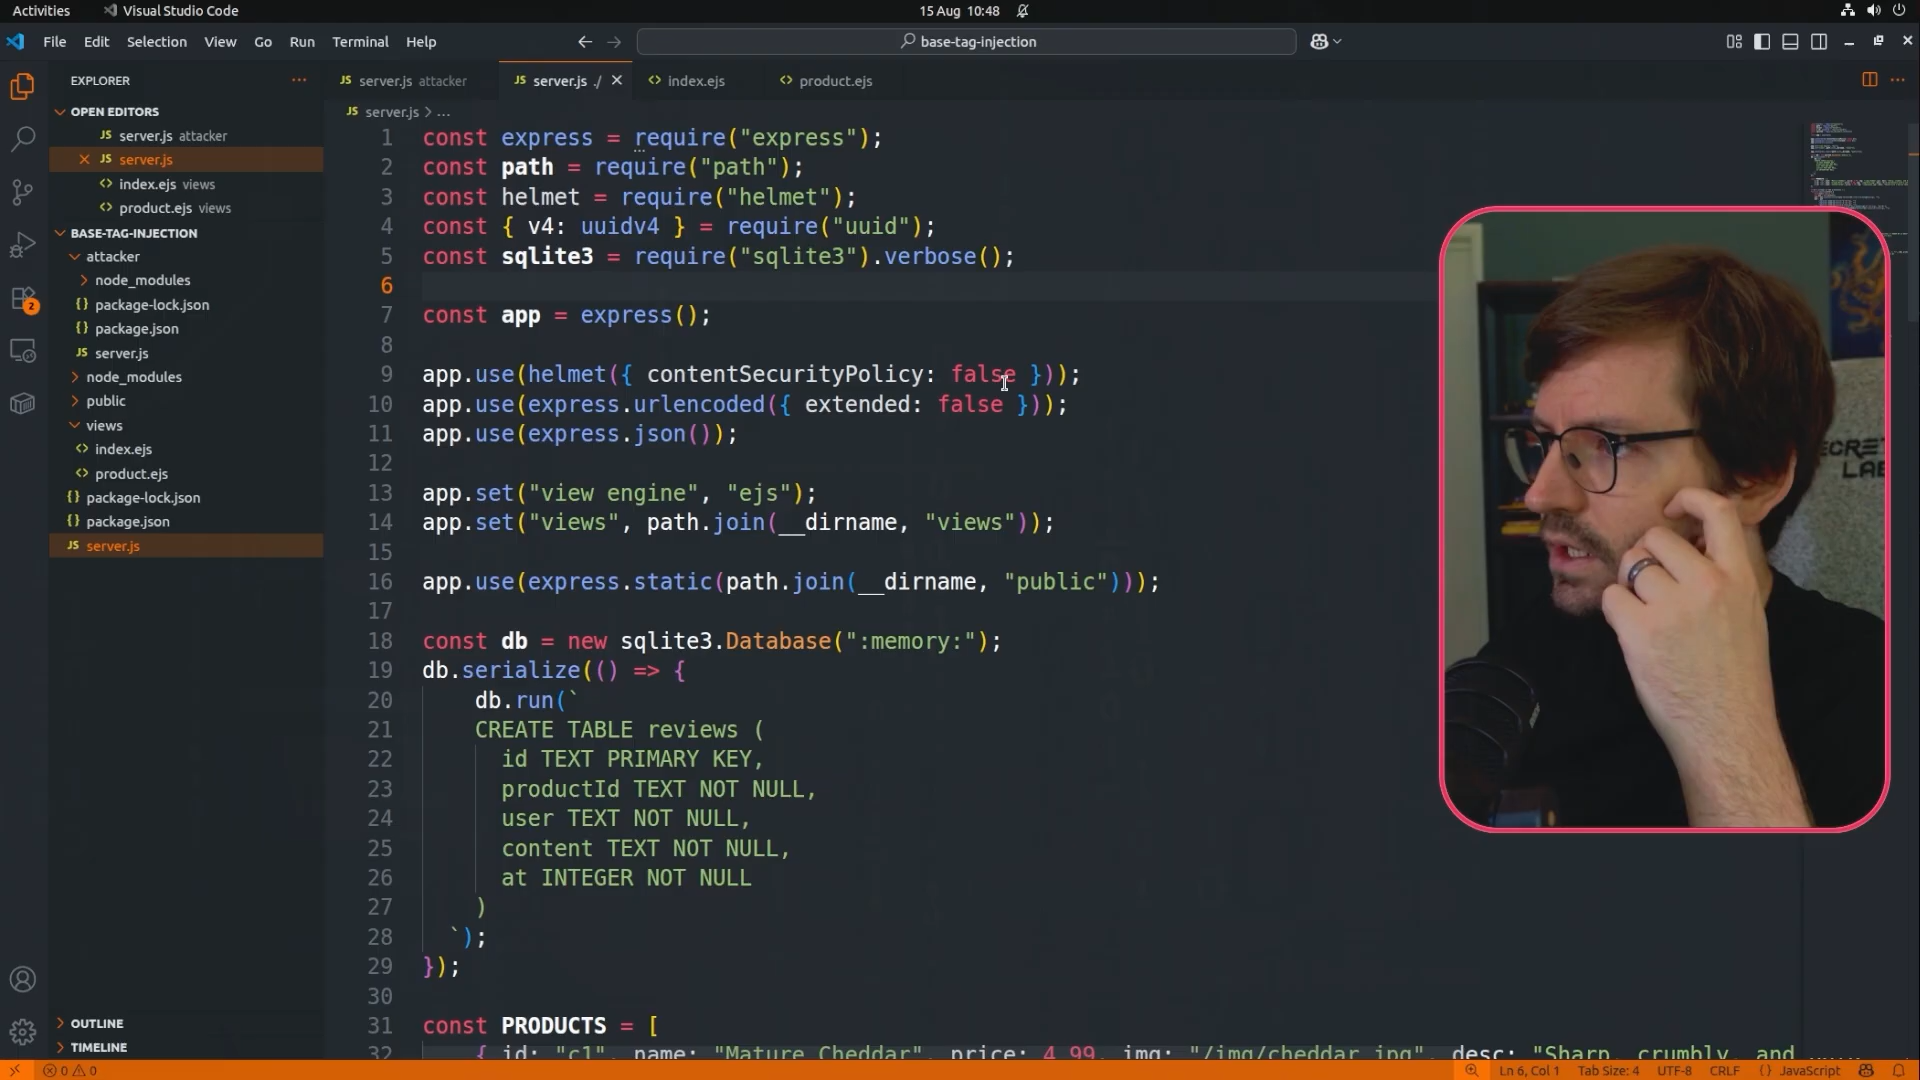 Activities
Visual Studio Code
15 Aug 10:48
File Edit Selection View Go Run Terminal Help
base-tag-injection
EXPLORER
OPEN EDITORS
server.js attacker
server.js
index.ejs views
product.ejs views
BASE-TAG-INJECTION
attacker
node_modules
package-lock.json
package.json
server.js
node_modules
public
views
index.ejs
product.ejs
package-lock.json
package.json
server.js
OUTLINE
TIMELINE
2
server.js attacker
server.js ./
index.ejs
product.ejs
server.js > ...
1 const express = require("express");
2 const path = require("path");
3 const helmet = require("helmet");
4 const { v4: uuidv4 } = require("uuid");
5 const sqlite3 = require("sqlite3").verbose();
6
7 const app = express();
8
9 app.use(helmet({ contentSecurityPolicy: false }));
10 app.use(express.urlencoded({ extended: false }));
11 app.use(express.json());
12
13 app.set("view engine", "ejs");
14 app.set("views", path.join(__dirname, "views"));
15
16 app.use(express.static(path.join(__dirname, "public")));
17
18 const db = new sqlite3.Database(":memory:");
19 db.serialize(() => {
20 db.run(`
21 CREATE TABLE reviews (
22 id TEXT PRIMARY KEY,
23 productId TEXT NOT NULL,
24 user TEXT NOT NULL,
25 content TEXT NOT NULL,
26 at INTEGER NOT NULL
27 )
28 `);
29 });
30
31 const PRODUCTS = [
32 { id: "c1", name: "Mature Cheddar", price: 4.99, img: "/img/cheddar.jpg", desc: "Sharp, crumbly, and
SECRET
LAB
0 0
Ln 6, Col 1
Tab Size: 4
UTF-8
CRLF
{} JavaScript